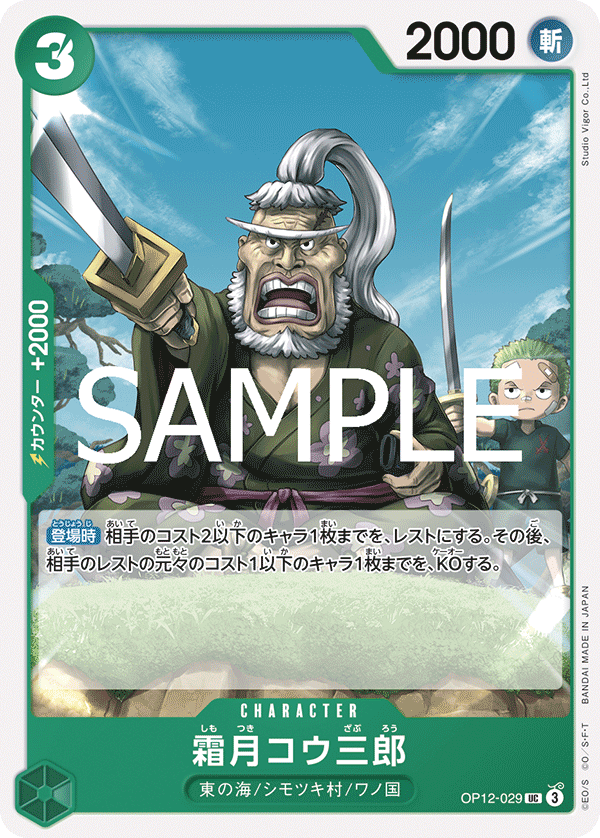 3
2000
斬
Studio Vigor Co.,Ltd
カウンター +2000
SAMPLE
登場時 相手のコスト2以下のキャラ1枚までを、レストにする。その後、
相手のレストの元々のコスト1以下のキャラ1枚までを、KOする。
CHARACTER
霜月コウ三郎
東の海/シモツキ村/ワノ国
OP12-029 UC 3
©E.O/S ©O/S・F・T BANDAI MADE IN JAPAN